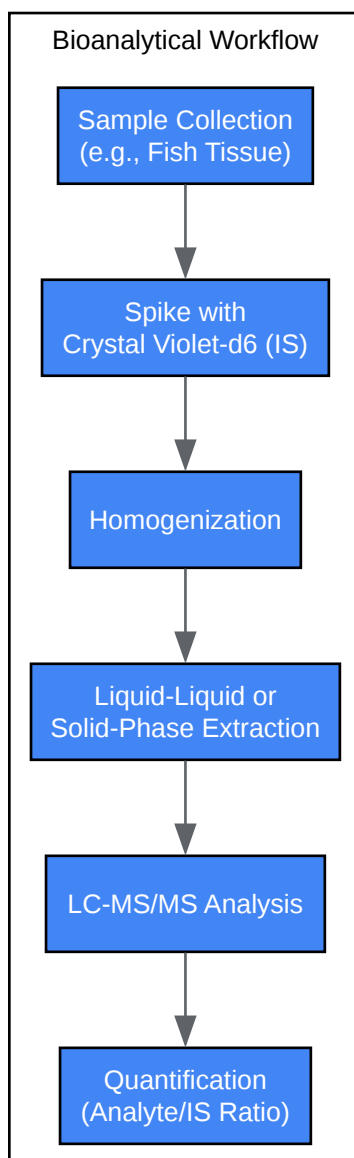 Bioanalytical Workflow
Sample Collection
(e.g., Fish Tissue)
Spike with
Crystal Violet-d6 (IS)
Homogenization
Liquid-Liquid or
Solid-Phase Extraction
LC-MS/MS Analysis
Quantification
(Analyte/IS Ratio)